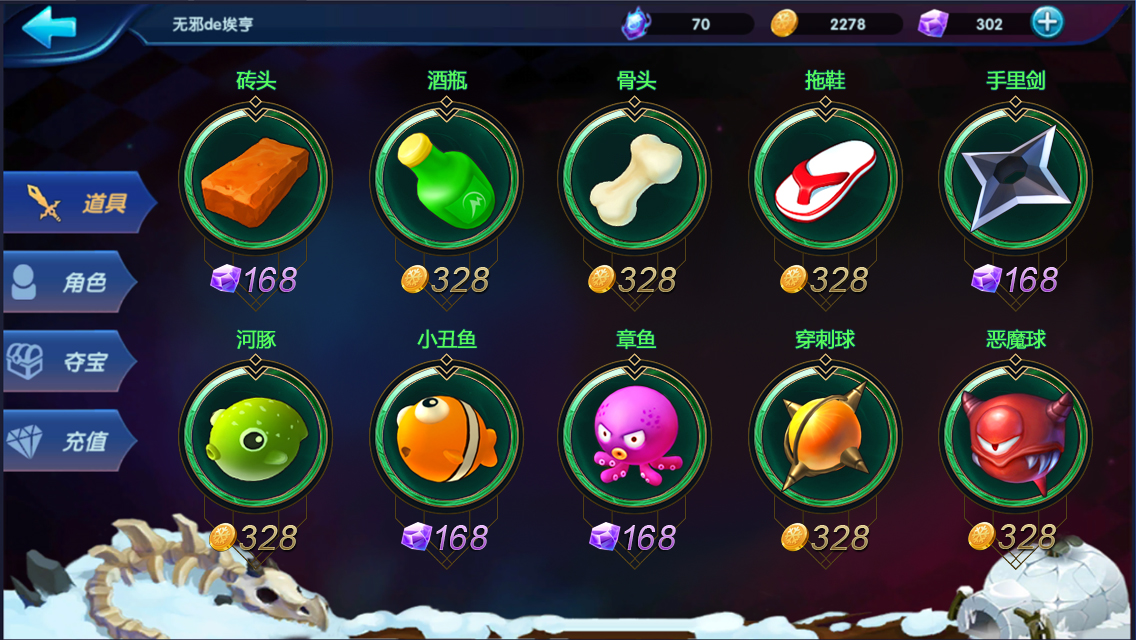 无邪de埃亨
70
2278
302
砖头
酒瓶
骨头
拖鞋
手里剑
168
328
328
328
168
道具
角色
夺宝
充值
河豚
小丑鱼
章鱼
穿刺球
恶魔球
328
168
168
328
328